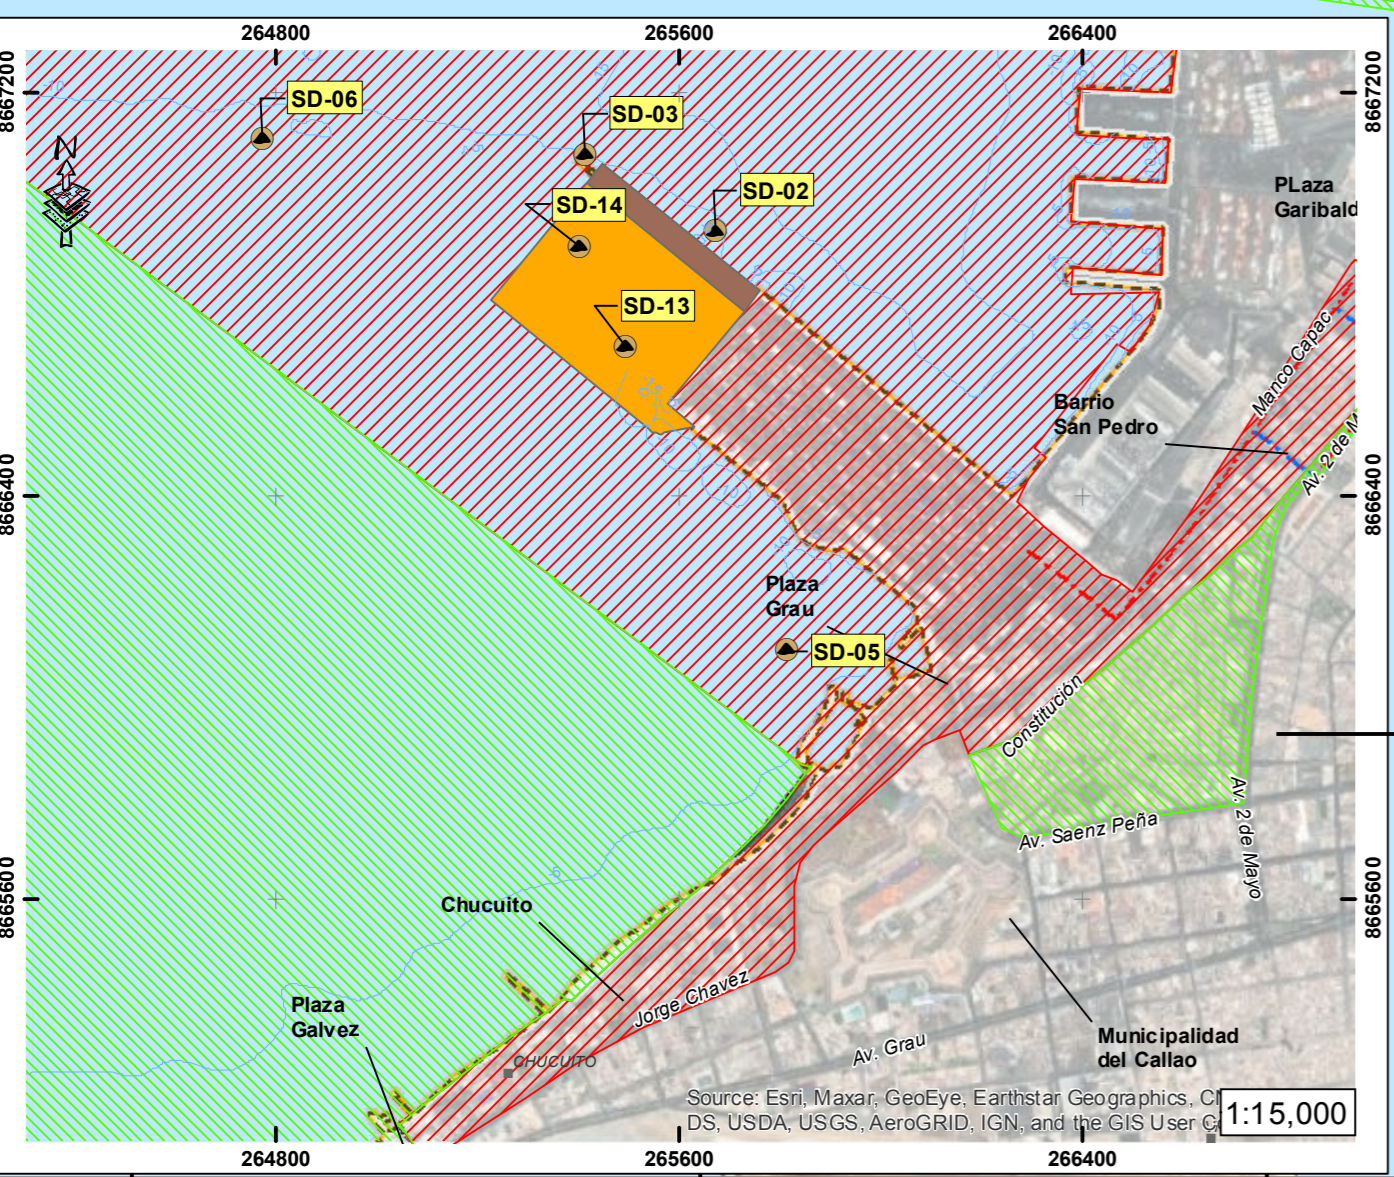 264800
265600
266400
8667200
8667200
SD-06
SD-03
SD-02
SD-14
SD-13
N
PLaza
Garibald
Manco Capac
Barrio
San Pedro
Av. 2 de M
8666400
8666400
Plaza
Grau
SD-05
Constitución
Av. Saenz Peña
Av. 2 de Mayo
8665600
8665600
Chucuito
Jorge Chavez
Plaza
Galvez
CHUCUITO
Av. Grau
Municipalidad
del Callao
Source: Esri, Maxar, GeoEye, Earthstar Geographics,
DS, USDA, USGS, AeroGRID, IGN, and the GIS User
1:15,000
264800
265600
266400